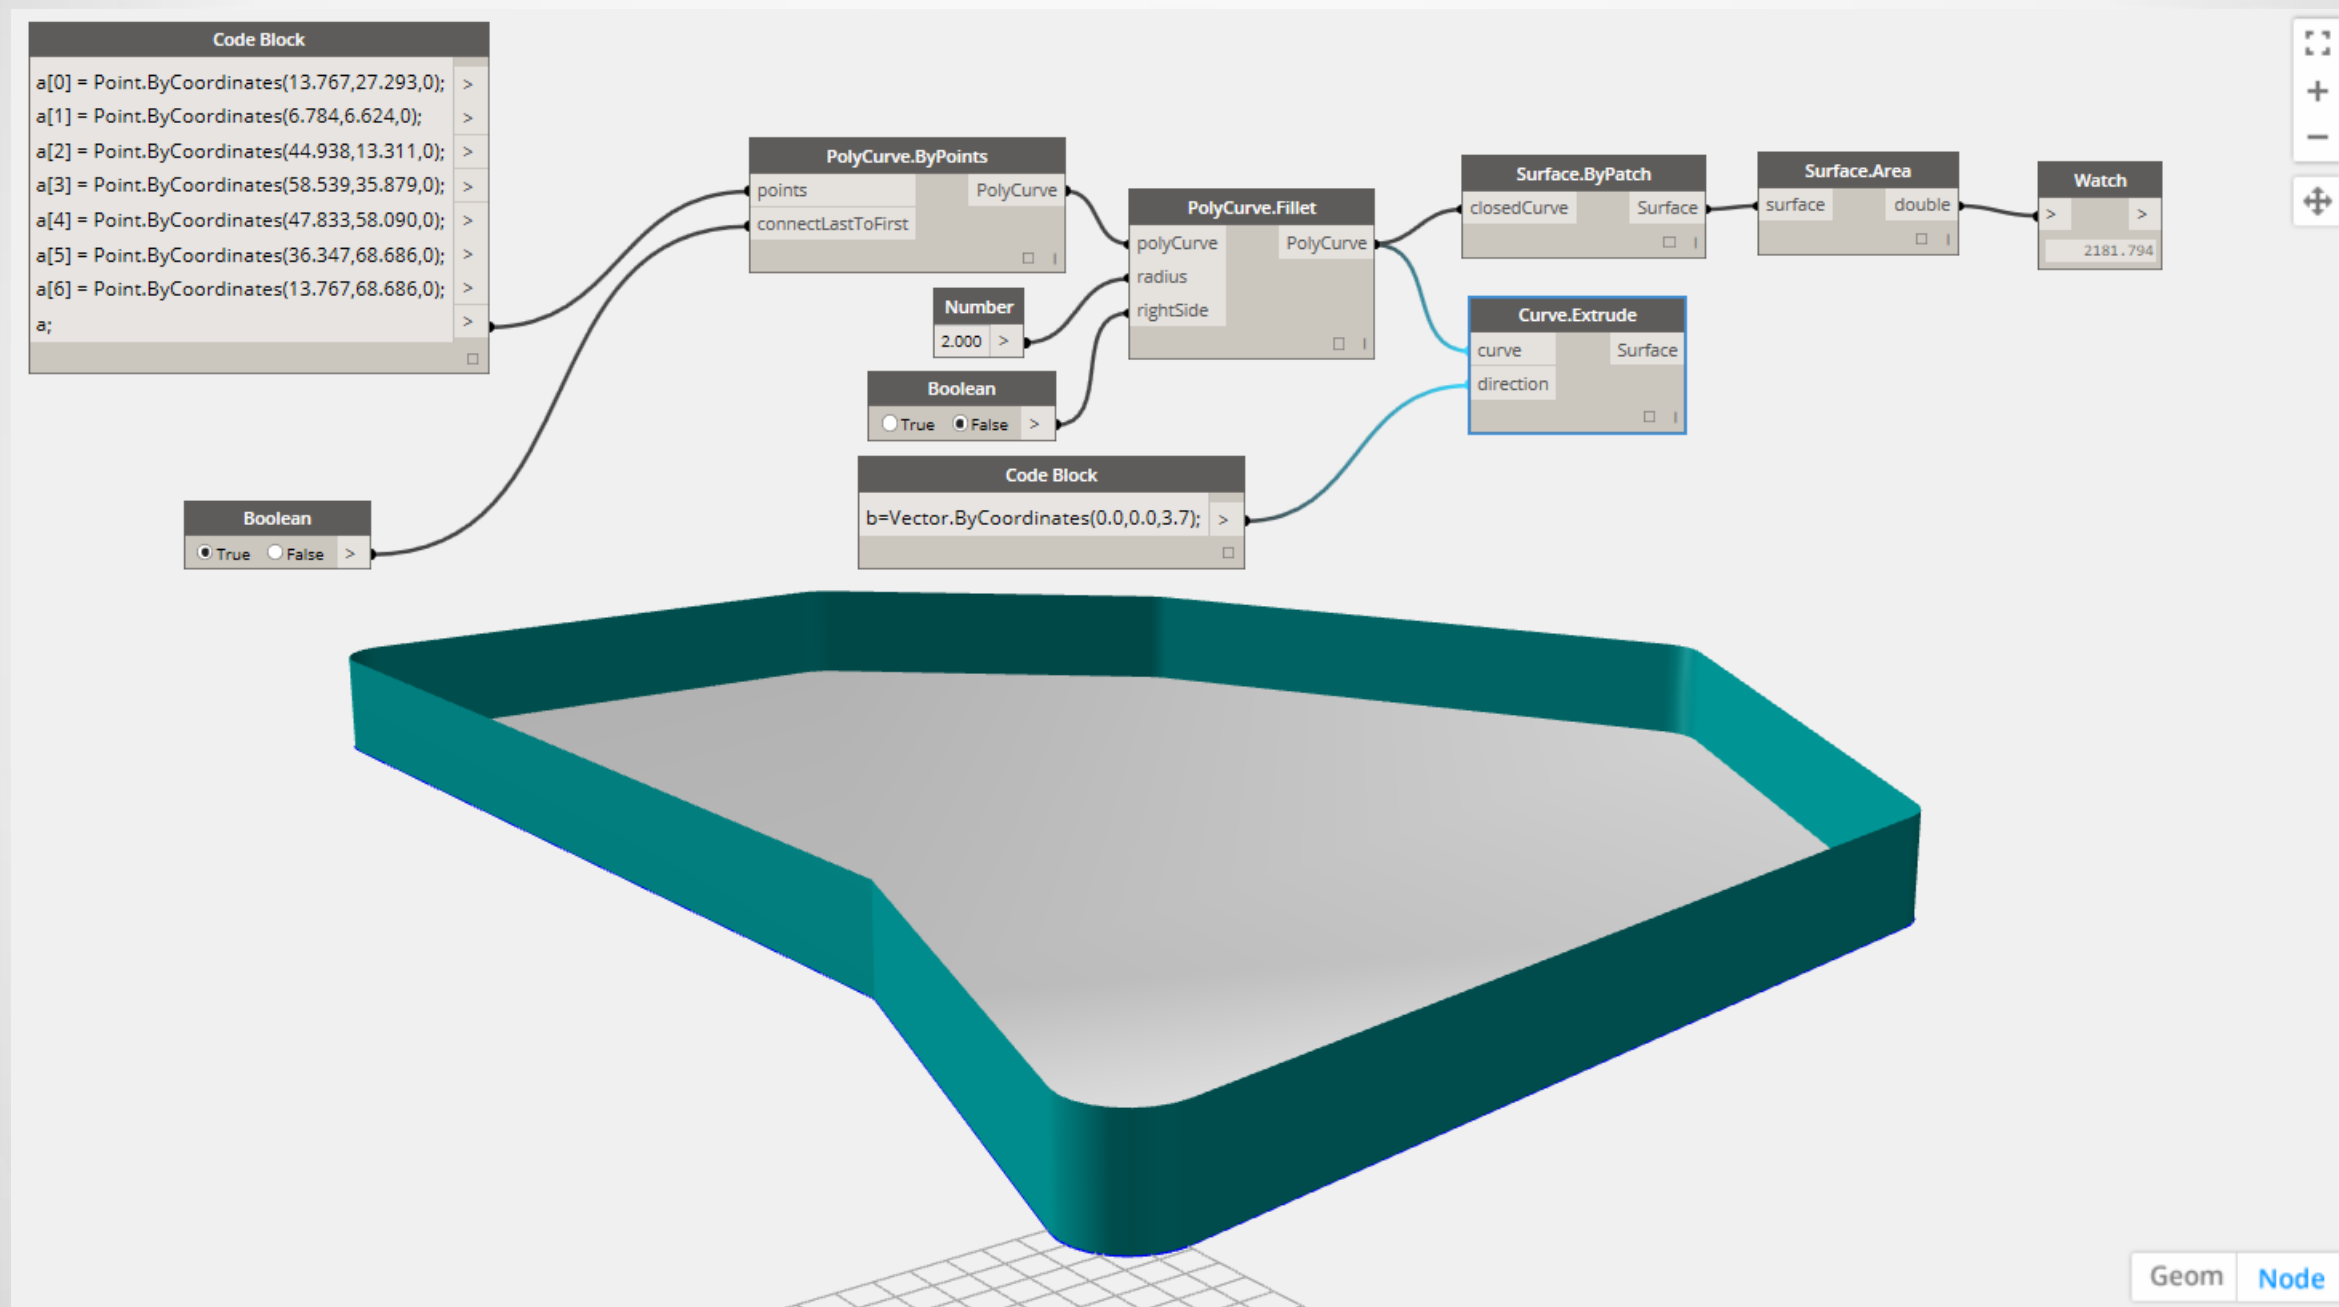 Code Block
a[0] = Point.ByCoordinates(13.767,27.293,0); >
a[1] = Point.ByCoordinates(6.784,6.624,0); >
a[2] = Point.ByCoordinates(44.938,13.311,0); >
a[3] = Point.ByCoordinates(58.539,35.879,0); >
a[4] = Point.ByCoordinates(47.833,58.090,0); >
a[5] = Point.ByCoordinates(36.347,68.686,0); >
a[6] = Point.ByCoordinates(13.767,68.686,0); >
a; >
Boolean
True False >
PolyCurve.ByPoints
points PolyCurve
connectLastToFirst
Number
2.000 >
Boolean
True False >
Code Block
b=Vector.ByCoordinates(0.0,0.0,3.7); >
PolyCurve.Fillet
polyCurve PolyCurve
radius
rightSide
Surface.ByPatch
closedCurve Surface
Curve.Extrude
curve Surface
direction
Surface.Area
surface double
Watch
> >
2181.794
Geom Node